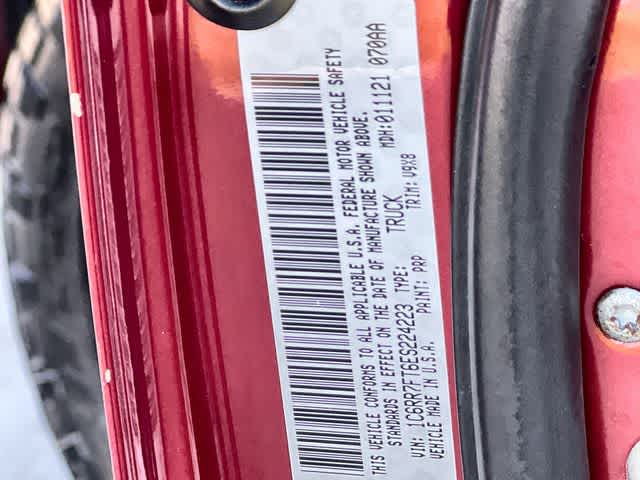 THIS VEHICLE CONFORMS TO ALL APPLICABLE U.S.A. FEDERAL MOTOR VEHICLE SAFETY
STANDARDS IN EFFECT ON THE DATE OF MANUFACTURE SHOWN ABOVE.
VIN: 1C6RR7FT6ES224223 TYPE: TRUCK MDH:011121 070AA
VEHICLE MADE IN U.S.A. PAINT: PRP TRIM: V9X8